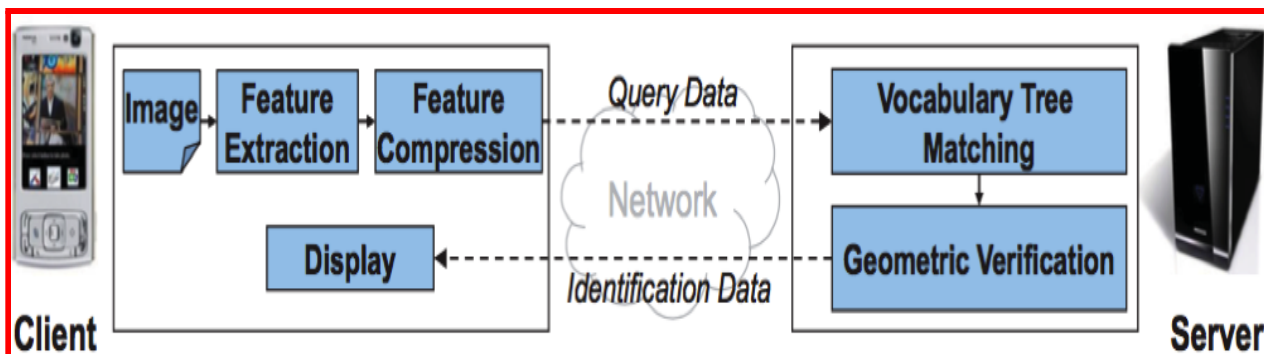 Image
Feature
Extraction
Feature
Compression
Query Data
Vocabulary Tree
Matching
Network
Display
Identification Data
Geometric Verification
Client
Server